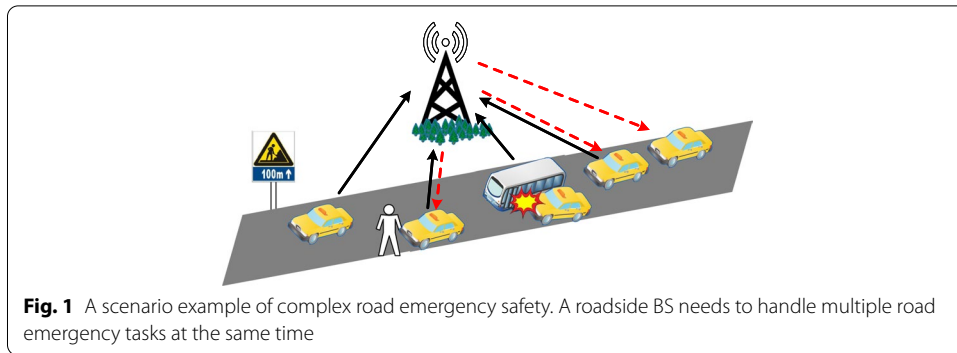 100m↑
Fig. 1 A scenario example of complex road emergency safety. A roadside BS needs to handle multiple road
emergency tasks at the same time